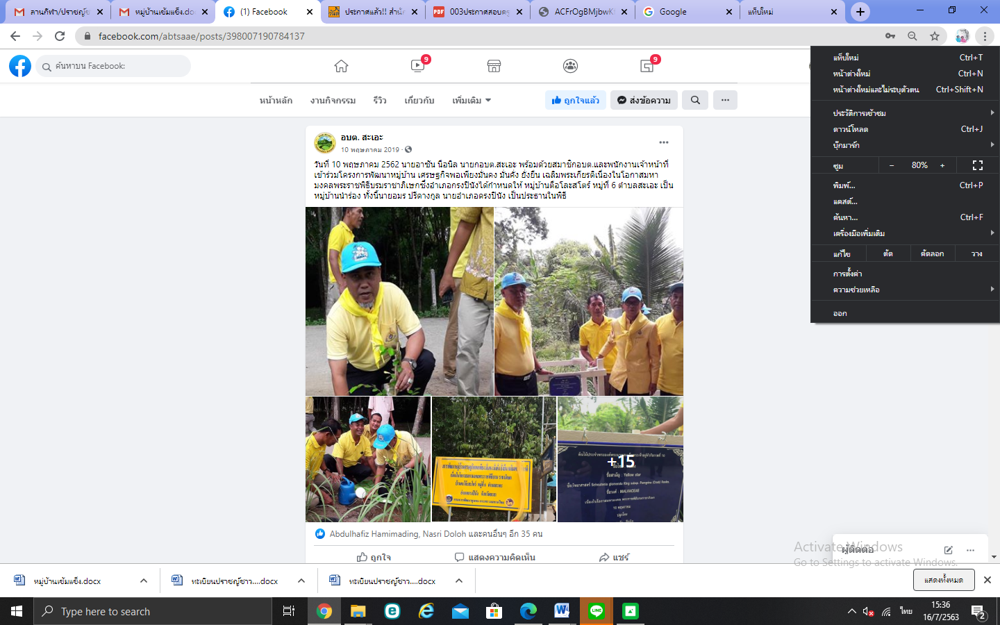 ลานกีฬา/ปราชญ์ช
หมู่บ้านเข้มแข็ง.do
(1) Facebook
ประกาศแล้ว!! สำนั
003ประกาศสอบครู
ACFrOgBMjbwK
Google
แท็บใหม่
facebook.com/abtsaae/posts/398007190784137
ค้นหาบน Facebook:
9
9
หน้าหลัก งานกิจกรรม รีวิว เกี่ยวกับ เพิ่มเติม
ถูกใจแล้ว
ส่งข้อความ
อบต. สะเอะ
10 พฤษภาคม 2019 ·
วันที่ 10 พฤษภาคม 2562 นายอาซัน นือนิล นายกอบต.สะเอะ พร้อมด้วยสมาชิกอบต.และพนักงานเจ้าหน้าที่
เข้าร่วมโครงการพัฒนาหมู่บ้าน เศรษฐกิจพอเพียงมั่นคง มั่งคั่ง ยั่งยืน เฉลิมพระเกียรติเนื่องในโอกาสมหา
มงคลพระราชพิธีบรมราชาภิเษกซึ่งอำเภอกรงปินังได้กำหนดให้ หมู่บ้านตือโละสโตร์ หมู่ที่ 6 ตำบลสะเอะ เป็น
หมู่บ้านนำร่อง ทั้งนี้นายอมร ปรีดางกูล นายอำเภอกรงปินัง เป็นประธานในพิธี
+15
ชื่อสามัญ : Yellow star
ชื่อวงศ์ : MALVACEAE
10 พฤษภาคม
Abdulhafiz Hamimading, Nasri Doloh และคนอื่นๆ อีก 35 คน
ถูกใจ
แสดงความคิดเห็น
แชร์
แท็บใหม่ Ctrl+T
หน้าต่างใหม่ Ctrl+N
หน้าต่างใหม่และไม่ระบุตัวตน Ctrl+Shift+N
ประวัติการเข้าชม
ดาวน์โหลด Ctrl+J
บุ๊กมาร์ก
ซูม − 80% +
พิมพ์... Ctrl+P
แคสต์...
ค้นหา... Ctrl+F
เครื่องมือเพิ่มเติม
แก้ไข ตัด คัดลอก วาง
การตั้งค่า
ความช่วยเหลือ
ออก
ผู้ติดต่อ
Activate Windows
Go to Settings to activate Windows.
หมู่บ้านเข้มแข็ง.docx
ทะเบียนปราชญ์ชาว....docx
ทะเบียนปราชญ์ชาว....docx
แสดงทั้งหมด
Type here to search
ไทย
15:36
16/7/2563
2